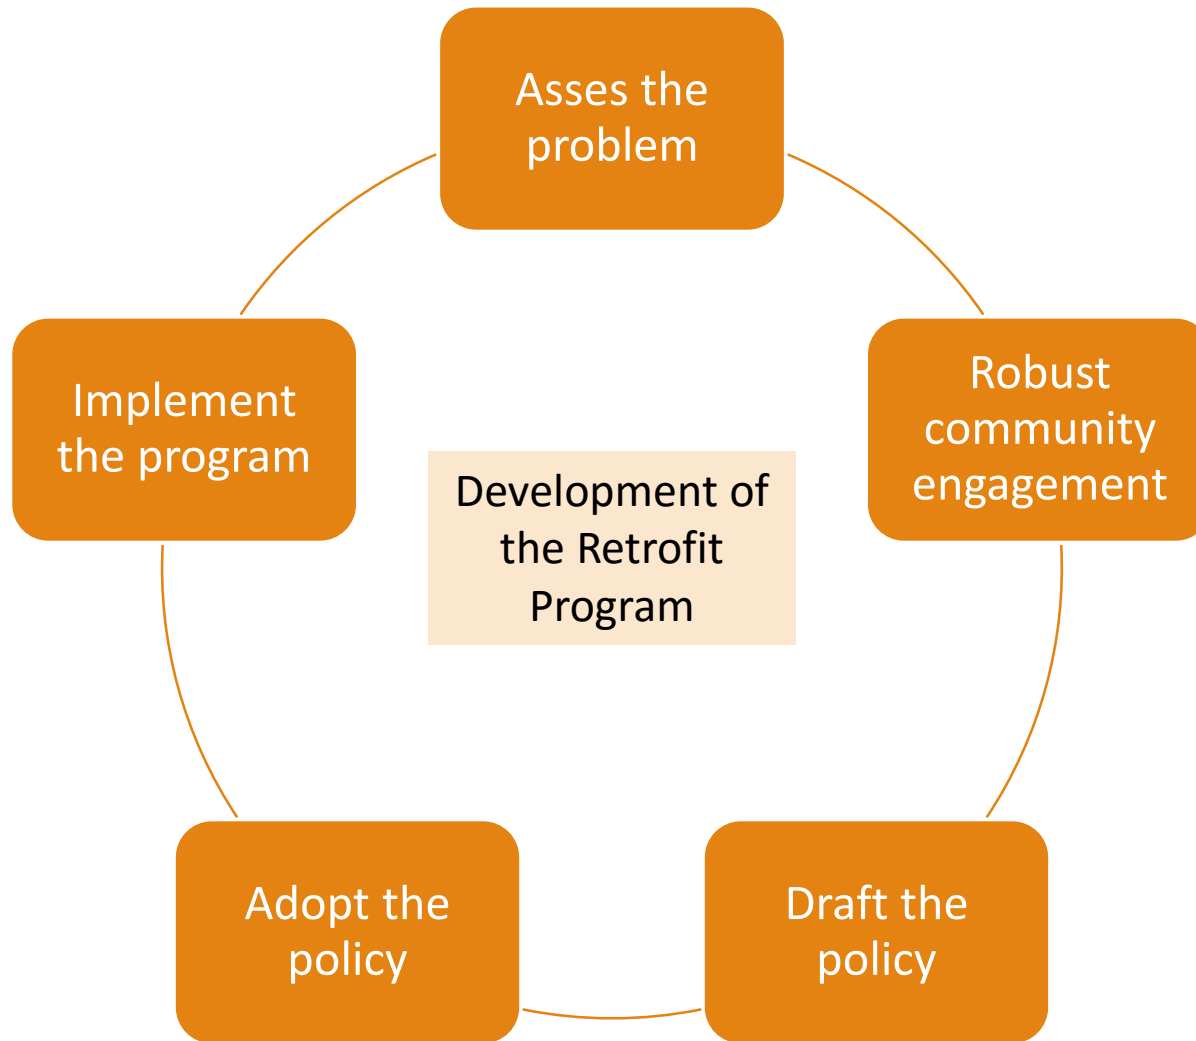 Asses the
problem
Robust
community
engagement
Draft the
policy
Adopt the
policy
Implement
the program
Development of
the Retrofit
Program